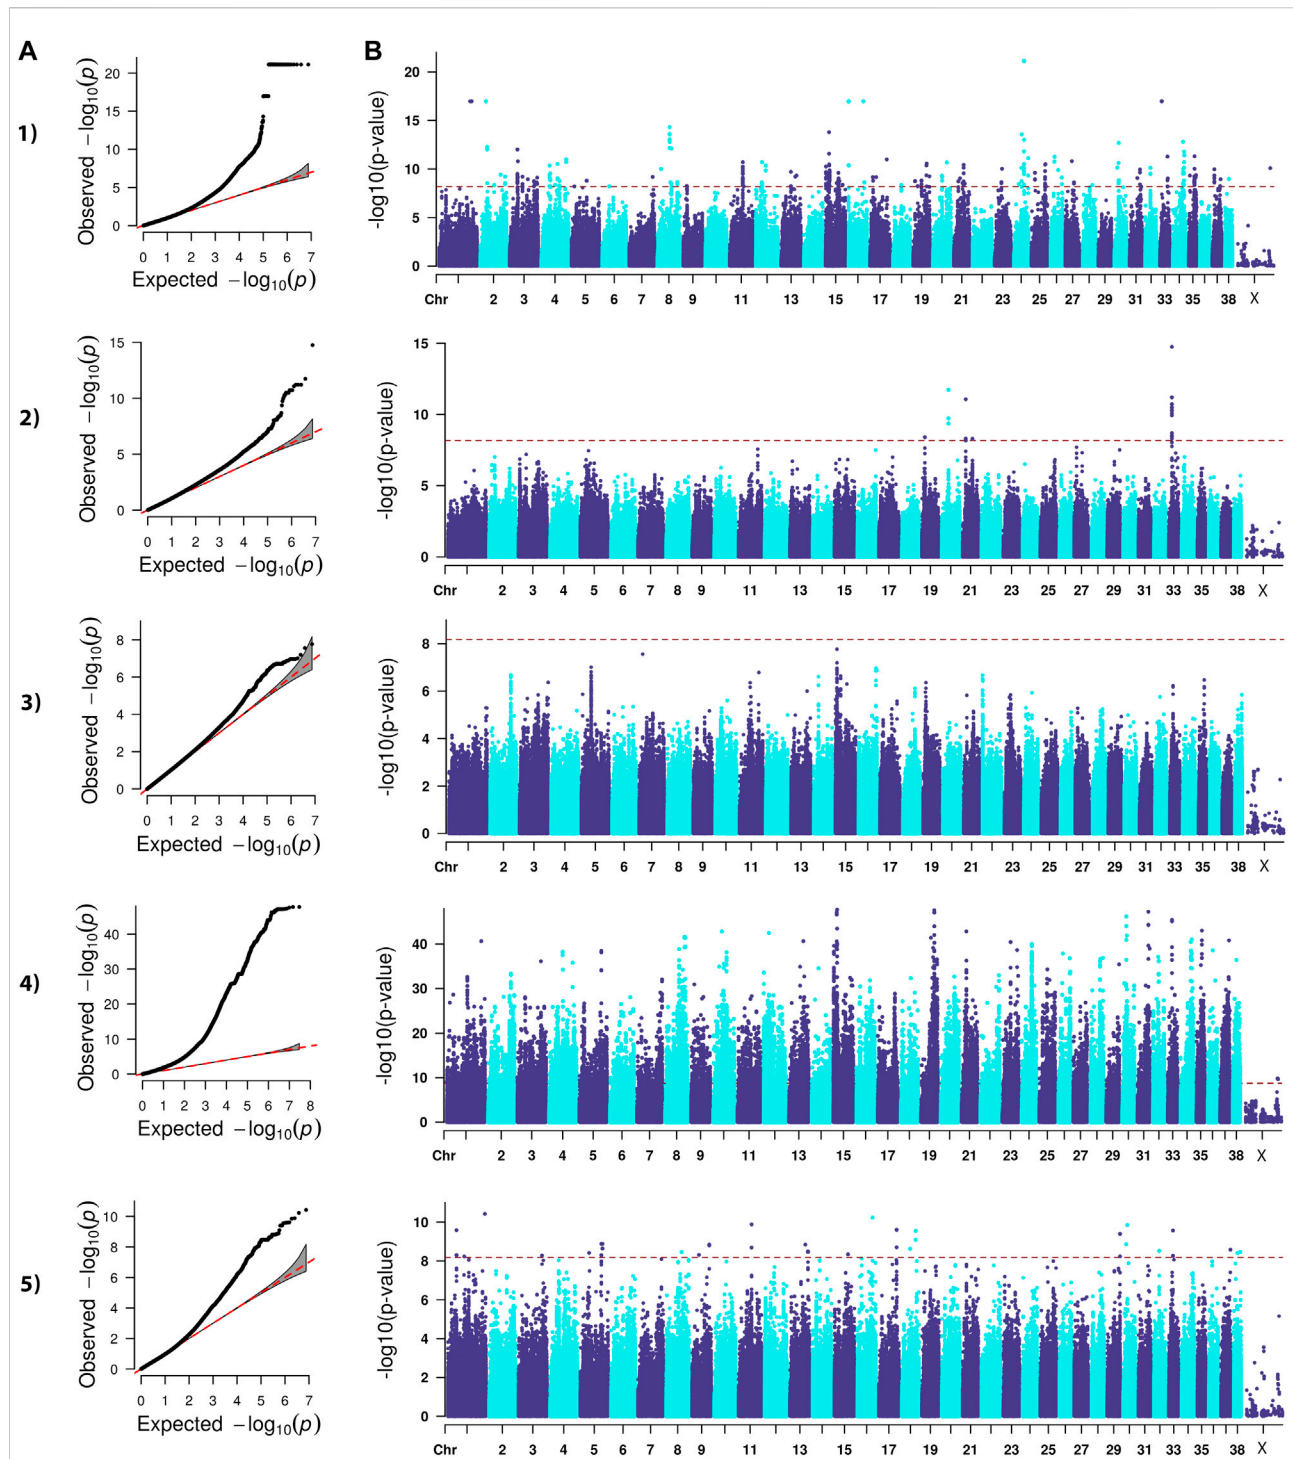 A
B
1)
Observed −log10(p)
20
15
10
5
0
0 1 2 3 4 5 6 7
Expected −log10(p)
-log10(p-value)
20
15
10
5
0
Chr 2 3 4 5 6 7 8 9 11 13 15 17 19 21 23 25 27 29 31 33 35 38 X
2)
Observed −log10(p)
15
10
5
0
0 1 2 3 4 5 6 7
Expected −log10(p)
-log10(p-value)
15
10
5
0
Chr 2 3 4 5 6 7 8 9 11 13 15 17 19 21 23 25 27 29 31 33 35 38 X
3)
Observed −log10(p)
8
6
4
2
0
0 1 2 3 4 5 6 7
Expected −log10(p)
-log10(p-value)
8
6
4
2
0
Chr 2 3 4 5 6 7 8 9 11 13 15 17 19 21 23 25 27 29 31 33 35 38 X
4)
Observed −log10(p)
40
30
20
10
0
0 1 2 3 4 5 6 7 8
Expected −log10(p)
-log10(p-value)
40
30
20
10
0
Chr 2 3 4 5 6 7 8 9 11 13 15 17 19 21 23 25 27 29 31 33 35 38 X
5)
Observed −log10(p)
10
8
6
4
2
0
0 1 2 3 4 5 6 7
Expected −log10(p)
-log10(p-value)
10
8
6
4
2
0
Chr 2 3 4 5 6 7 8 9 11 13 15 17 19 21 23 25 27 29 31 33 35 38 X